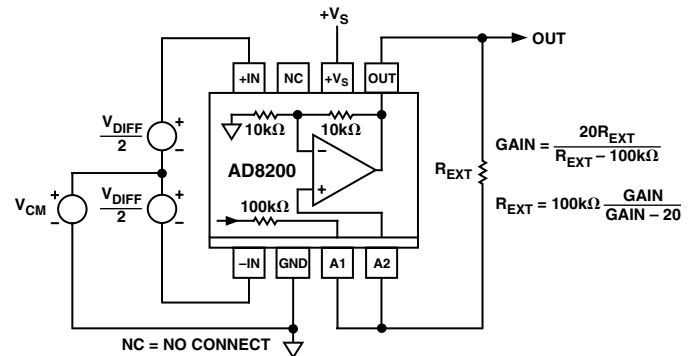 +VS
OUT
+IN
NC
+VS
OUT
10kΩ
10kΩ
VDIFF
2
GAIN = 20REXT
REXT – 100kΩ
AD8200
REXT
VCM
VDIFF
2
REXT = 100kΩ GAIN
GAIN – 20
100kΩ
–IN
GND
A1
A2
NC = NO CONNECT